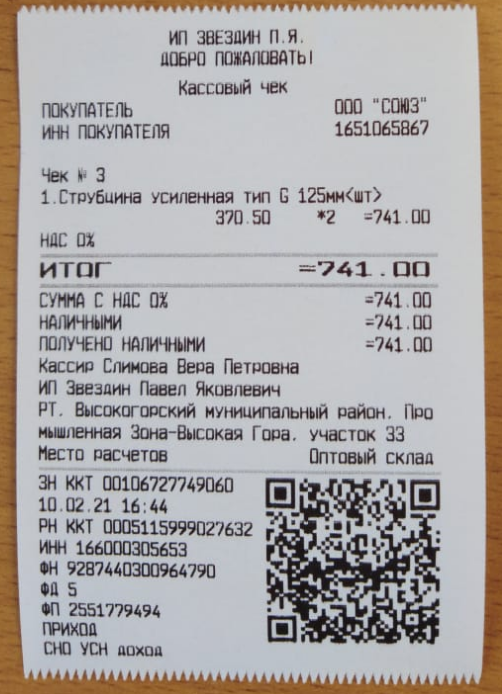 ИП ЗВЕЗДИН П.Я.
ДОБРО ПОЖАЛОВАТЬ!
Кассовый чек
ПОКУПАТЕЛЬ ООО "СОЮЗ"
ИНН ПОКУПАТЕЛЯ 1651065867
Чек № 3
1.Струбцина усиленная тип G 125мм<шт>
370.50 *2 =741.00
НДС 0%
ИТОГ =741.00
СУММА С НДС 0% =741.00
НАЛИЧНЫМИ =741.00
ПОЛУЧЕНО НАЛИЧНЫМИ =741.00
Кассир Слимова Вера Петровна
ИП Звездин Павел Яковлевич
РТ. Высокогорский муниципальный район. Про
мышленная Зона-Высокая Гора. участок 33
Место расчетов Оптовый склад
ЗН ККТ 00106727749060
10.02.21 16:44
РН ККТ 0005115999027632
ИНН 166000305653
ФН 9287440300964790
ФД 5
ФП 2551779494
ПРИХОД
СНО УСН ДОХОД